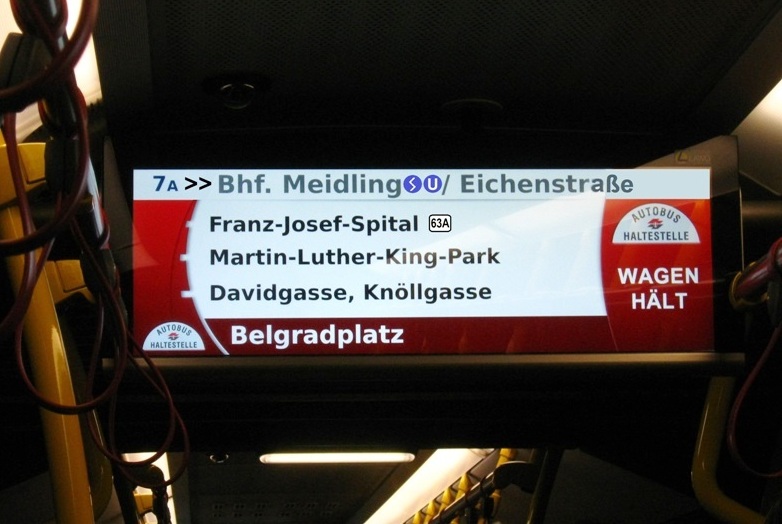 7A >> Bhf. Meidling S U / Eichenstraße
Franz-Josef-Spital 63A
Martin-Luther-King-Park
Davidgasse, Knöllgasse
Belgradplatz
AUTOBUS
HALTESTELLE
WAGEN
HÄLT
AUTOBUS
HALTESTELLE